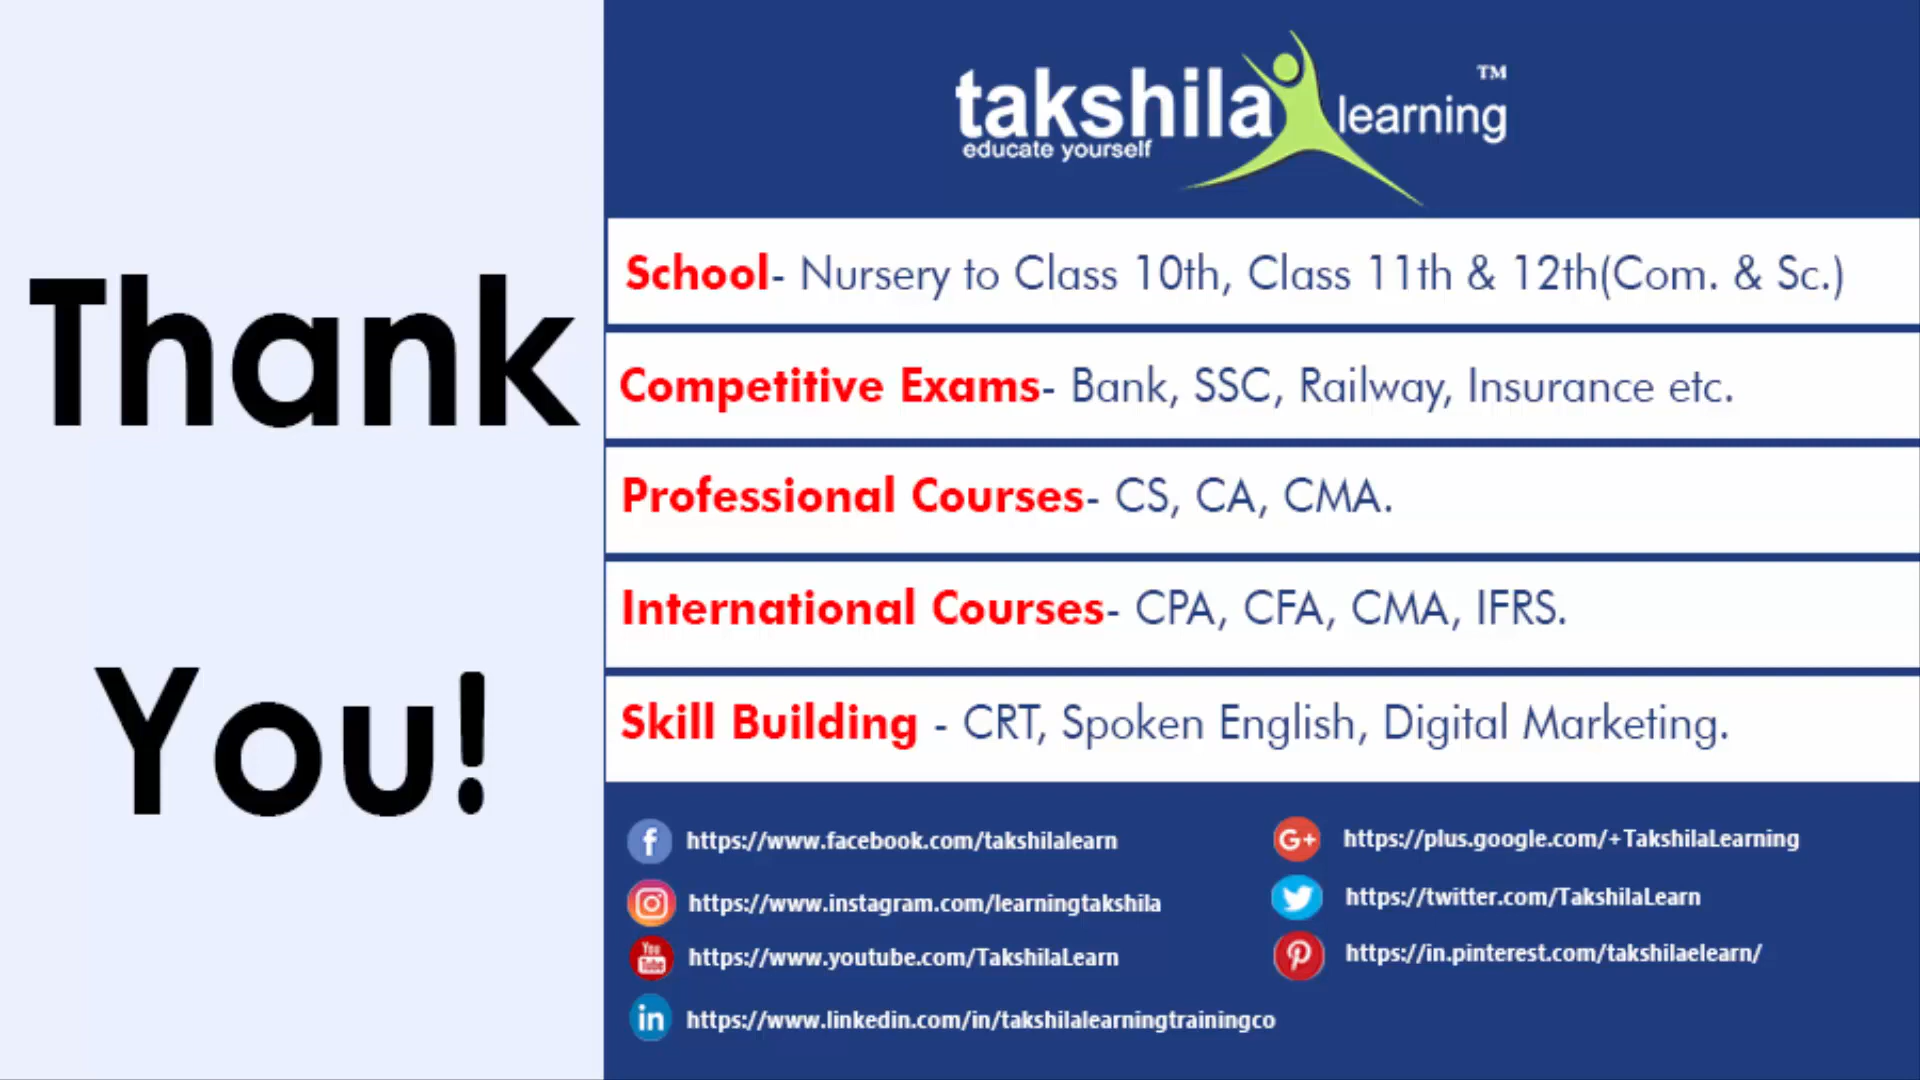 Thank
You!
takshila learning TM
educate yourself
School- Nursery to Class 10th, Class 11th & 12th(Com. & Sc.)
Competitive Exams- Bank, SSC, Railway, Insurance etc.
Professional Courses- CS, CA, CMA.
International Courses- CPA, CFA, CMA, IFRS.
Skill Building - CRT, Spoken English, Digital Marketing.
f https://www.facebook.com/takshilalearn
https://www.instagram.com/learningtakshila
You Tube https://www.youtube.com/TakshilaLearn
in https://www.linkedin.com/in/takshilalearningtrainingco
G+ https://plus.google.com/+TakshilaLearning
https://twitter.com/TakshilaLearn
https://in.pinterest.com/takshilaelearn/